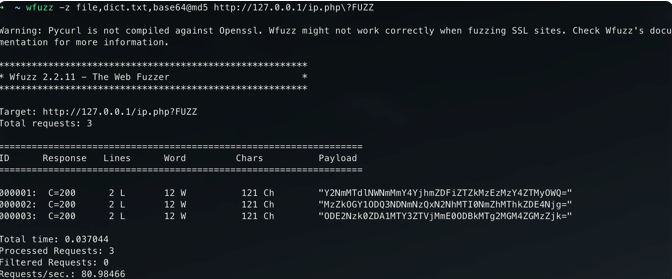 ➜ ~ wfuzz -z file,dict.txt,base64@md5 http://127.0.0.1/ip.php\?FUZZ
Warning: Pycurl is not compiled against Openssl. Wfuzz might not work correctly when fuzzing SSL sites. Check Wfuzz's docu
mentation for more information.
********************************************************
* Wfuzz 2.2.11 - The Web Fuzzer *
********************************************************
Target: http://127.0.0.1/ip.php?FUZZ
Total requests: 3
==================================================================
ID Response Lines Word Chars Payload
==================================================================
000001: C=200 2 L 12 W 121 Ch "Y2NmMTdlNWNmMmY4YjhmZDFiZTZkMzEzMzY4ZTMyOWQ="
000002: C=200 2 L 12 W 121 Ch "MzZkOGY1ODQ3NDNmNzQxN2NhMTI0NmZhMThkZDE4Njg="
000003: C=200 2 L 12 W 121 Ch "ODE2Nzk0ZDA1MTY3ZTVjMmE0ODBkMTg2MGM4ZGMzZjk="
Total time: 0.037044
Processed Requests: 3
Filtered Requests: 0
Requests/sec.: 80.98466